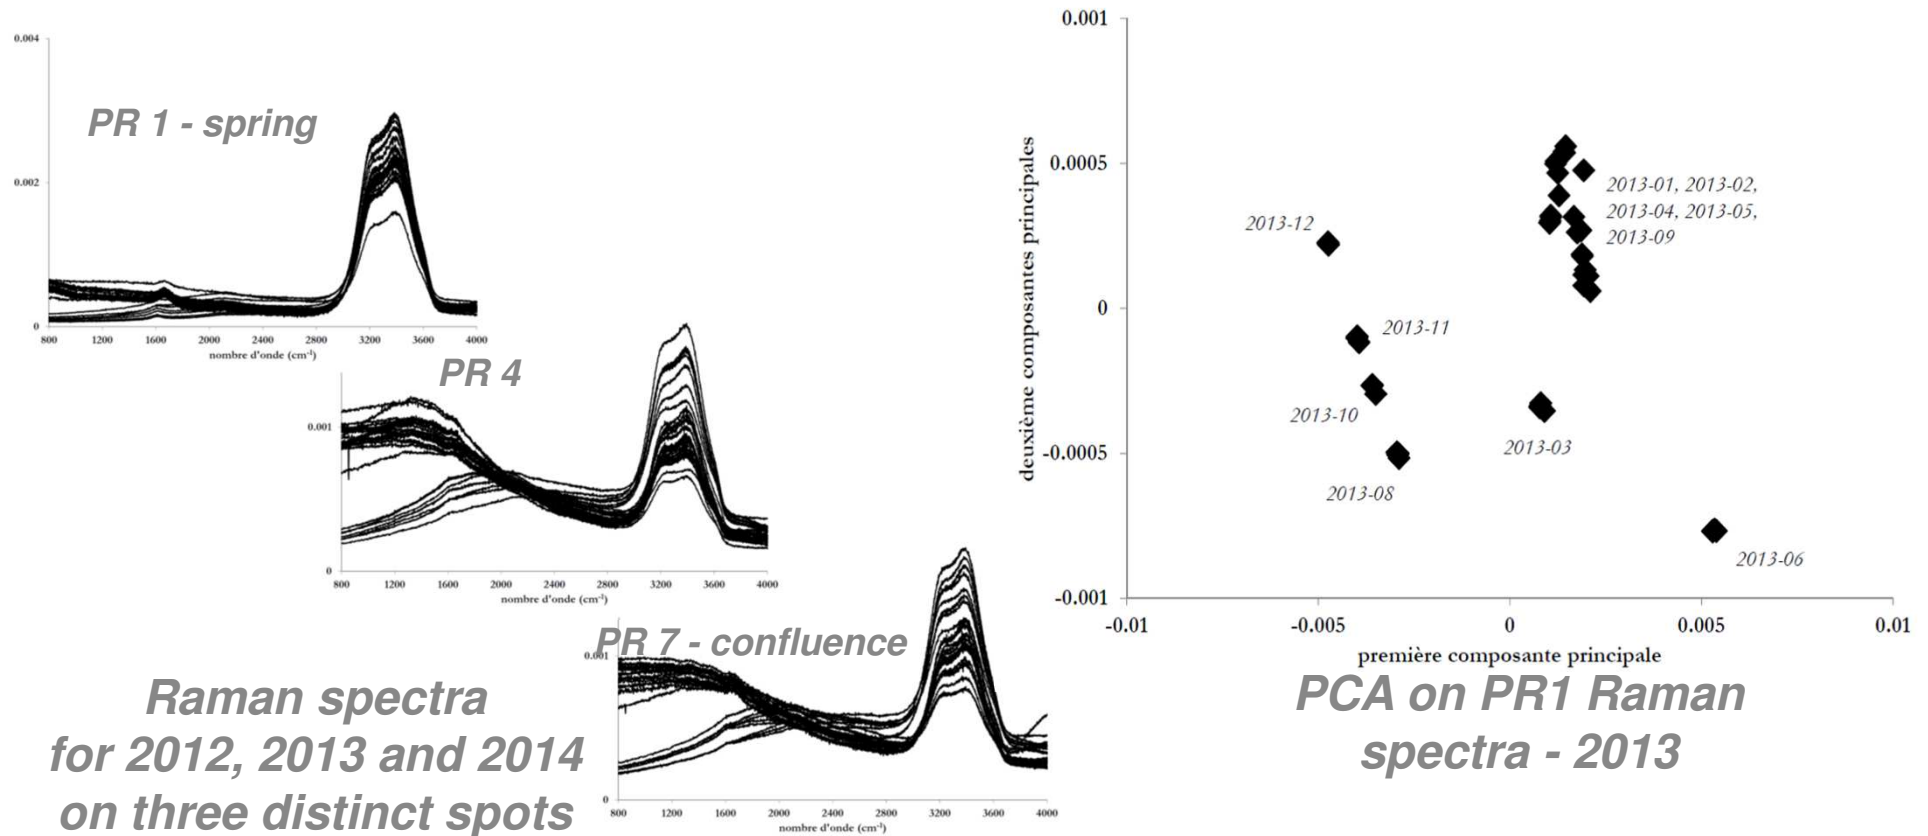 0.004
PR 1 - spring
0.002
0
800 1200 1600 2000 2400 2800 3200 3600 4000
nombre d'onde (cm-1)
PR 4
0.001
0
800 1200 1600 2000 2400 2800 3200 3600 4000
nombre d'onde (cm-1)
PR 7 - confluence
0.001
0
800 1200 1600 2000 2400 2800 3200 3600 4000
nombre d'onde (cm-1)
Raman spectra
for 2012, 2013 and 2014
on three distinct spots
0.001
0.0005
0
-0.0005
-0.001
deuxième composantes principales
2013-01, 2013-02,
2013-04, 2013-05,
2013-09
2013-12
2013-11
2013-10
2013-03
2013-08
2013-06
-0.01 -0.005 0 0.005 0.01
première composante principale
PCA on PR1 Raman
spectra - 2013